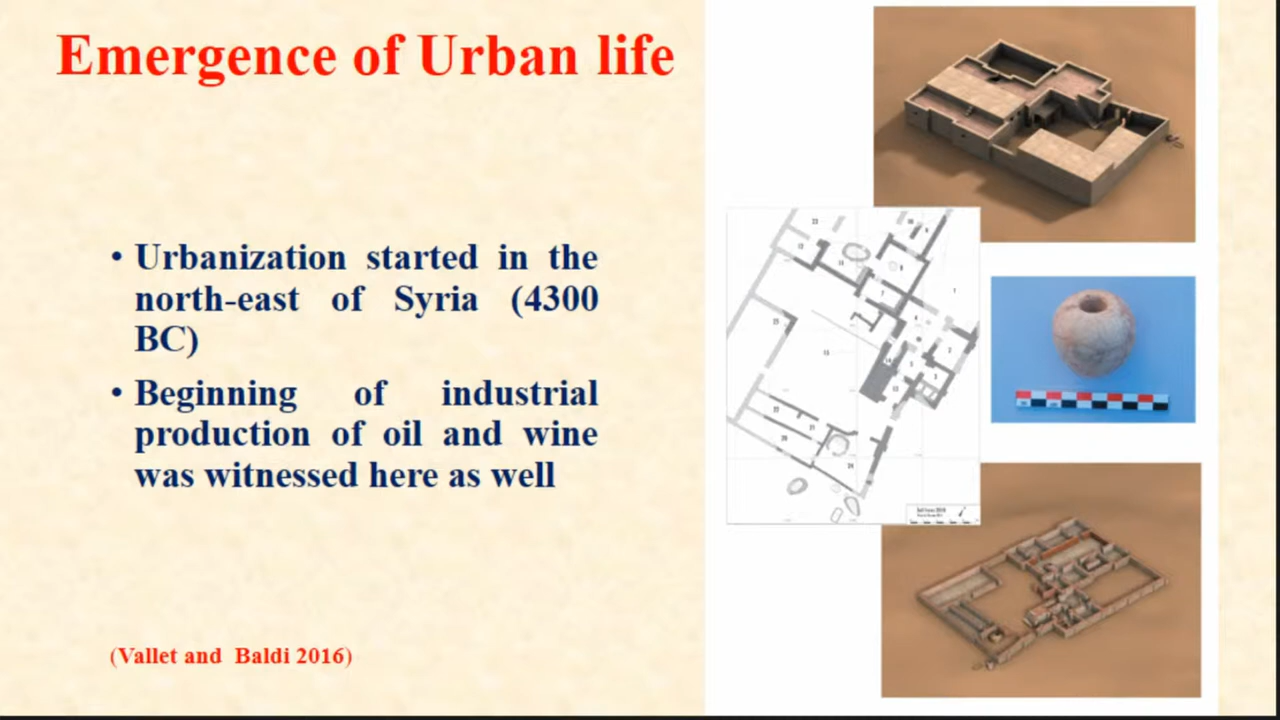 Emergence of Urban life
• Urbanization started in the
north-east of Syria (4300
BC)
• Beginning of industrial
production of oil and wine
was witnessed here as well
(Vallet and Baldi 2016)